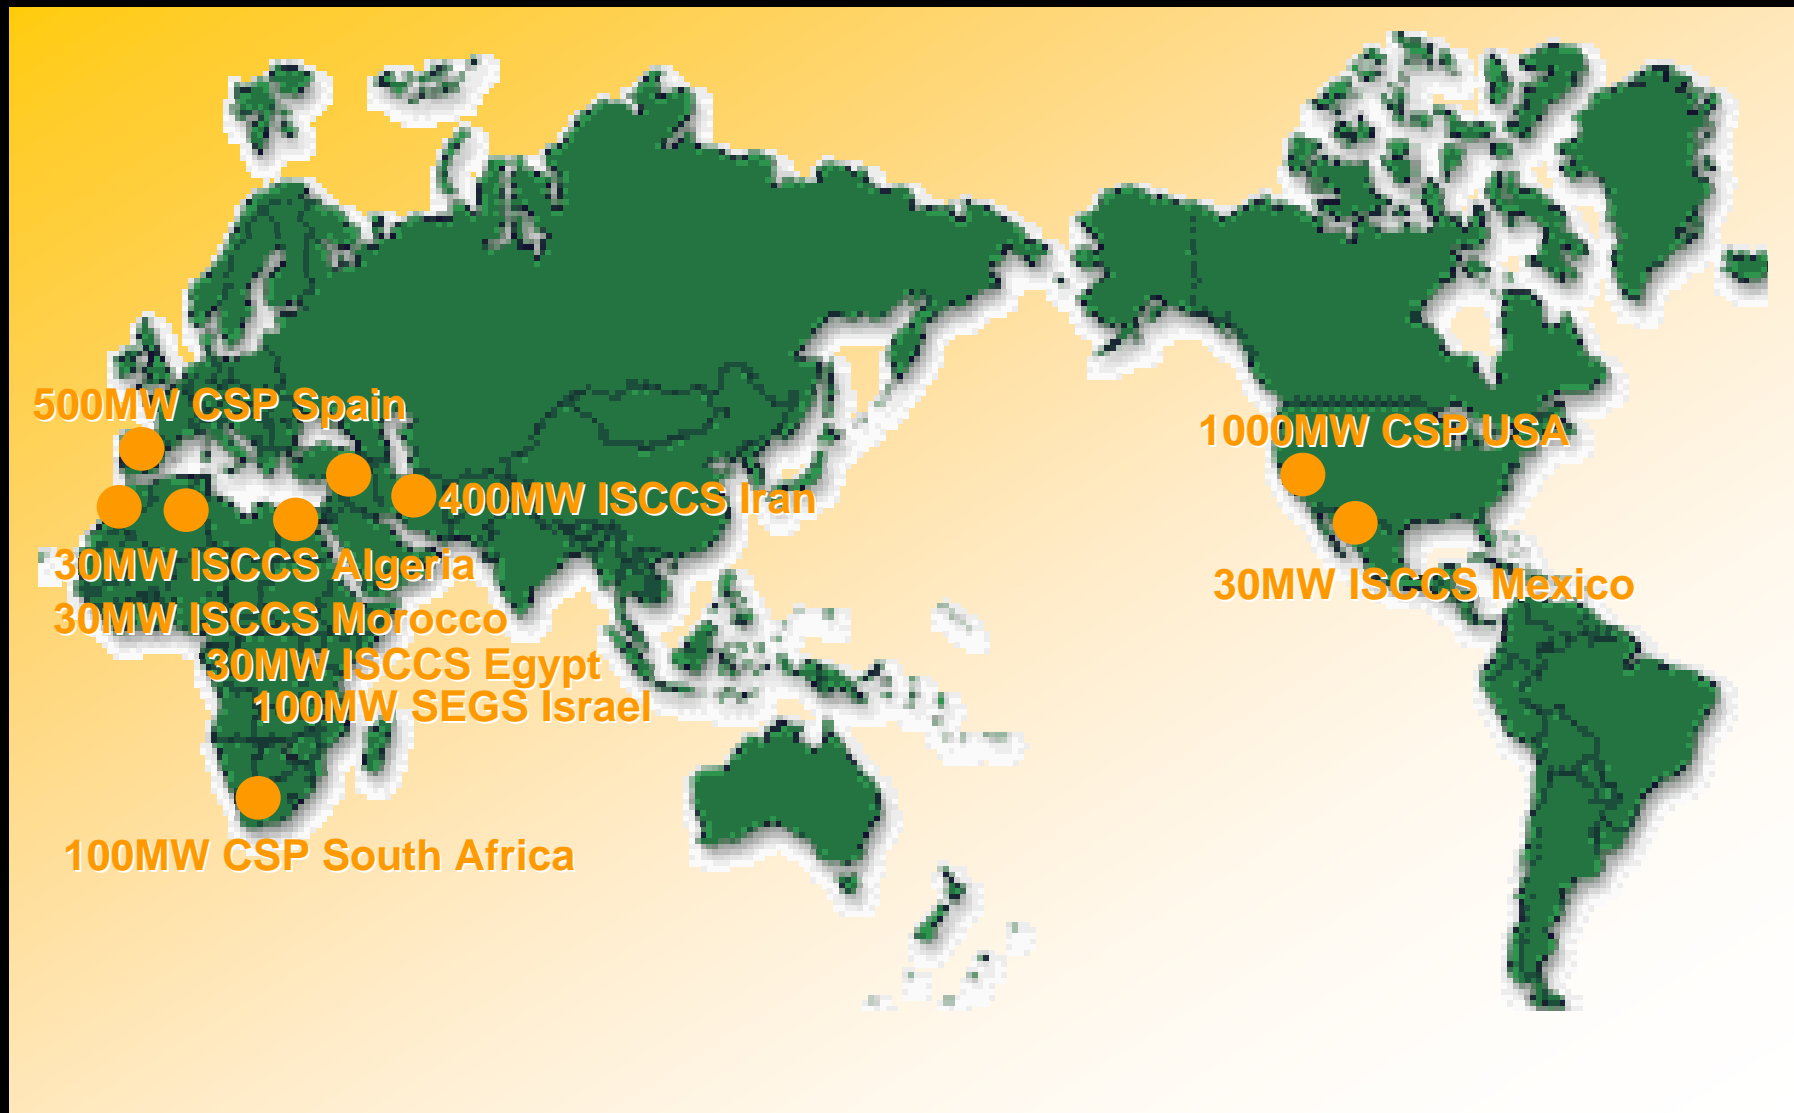 500MW CSP Spain
1000MW CSP USA
400MW ISCCS Iran
30MW ISCCS Algeria
30MW ISCCS Mexico
30MW ISCCS Morocco
30MW ISCCS Egypt
100MW SEGS Israel
100MW CSP South Africa